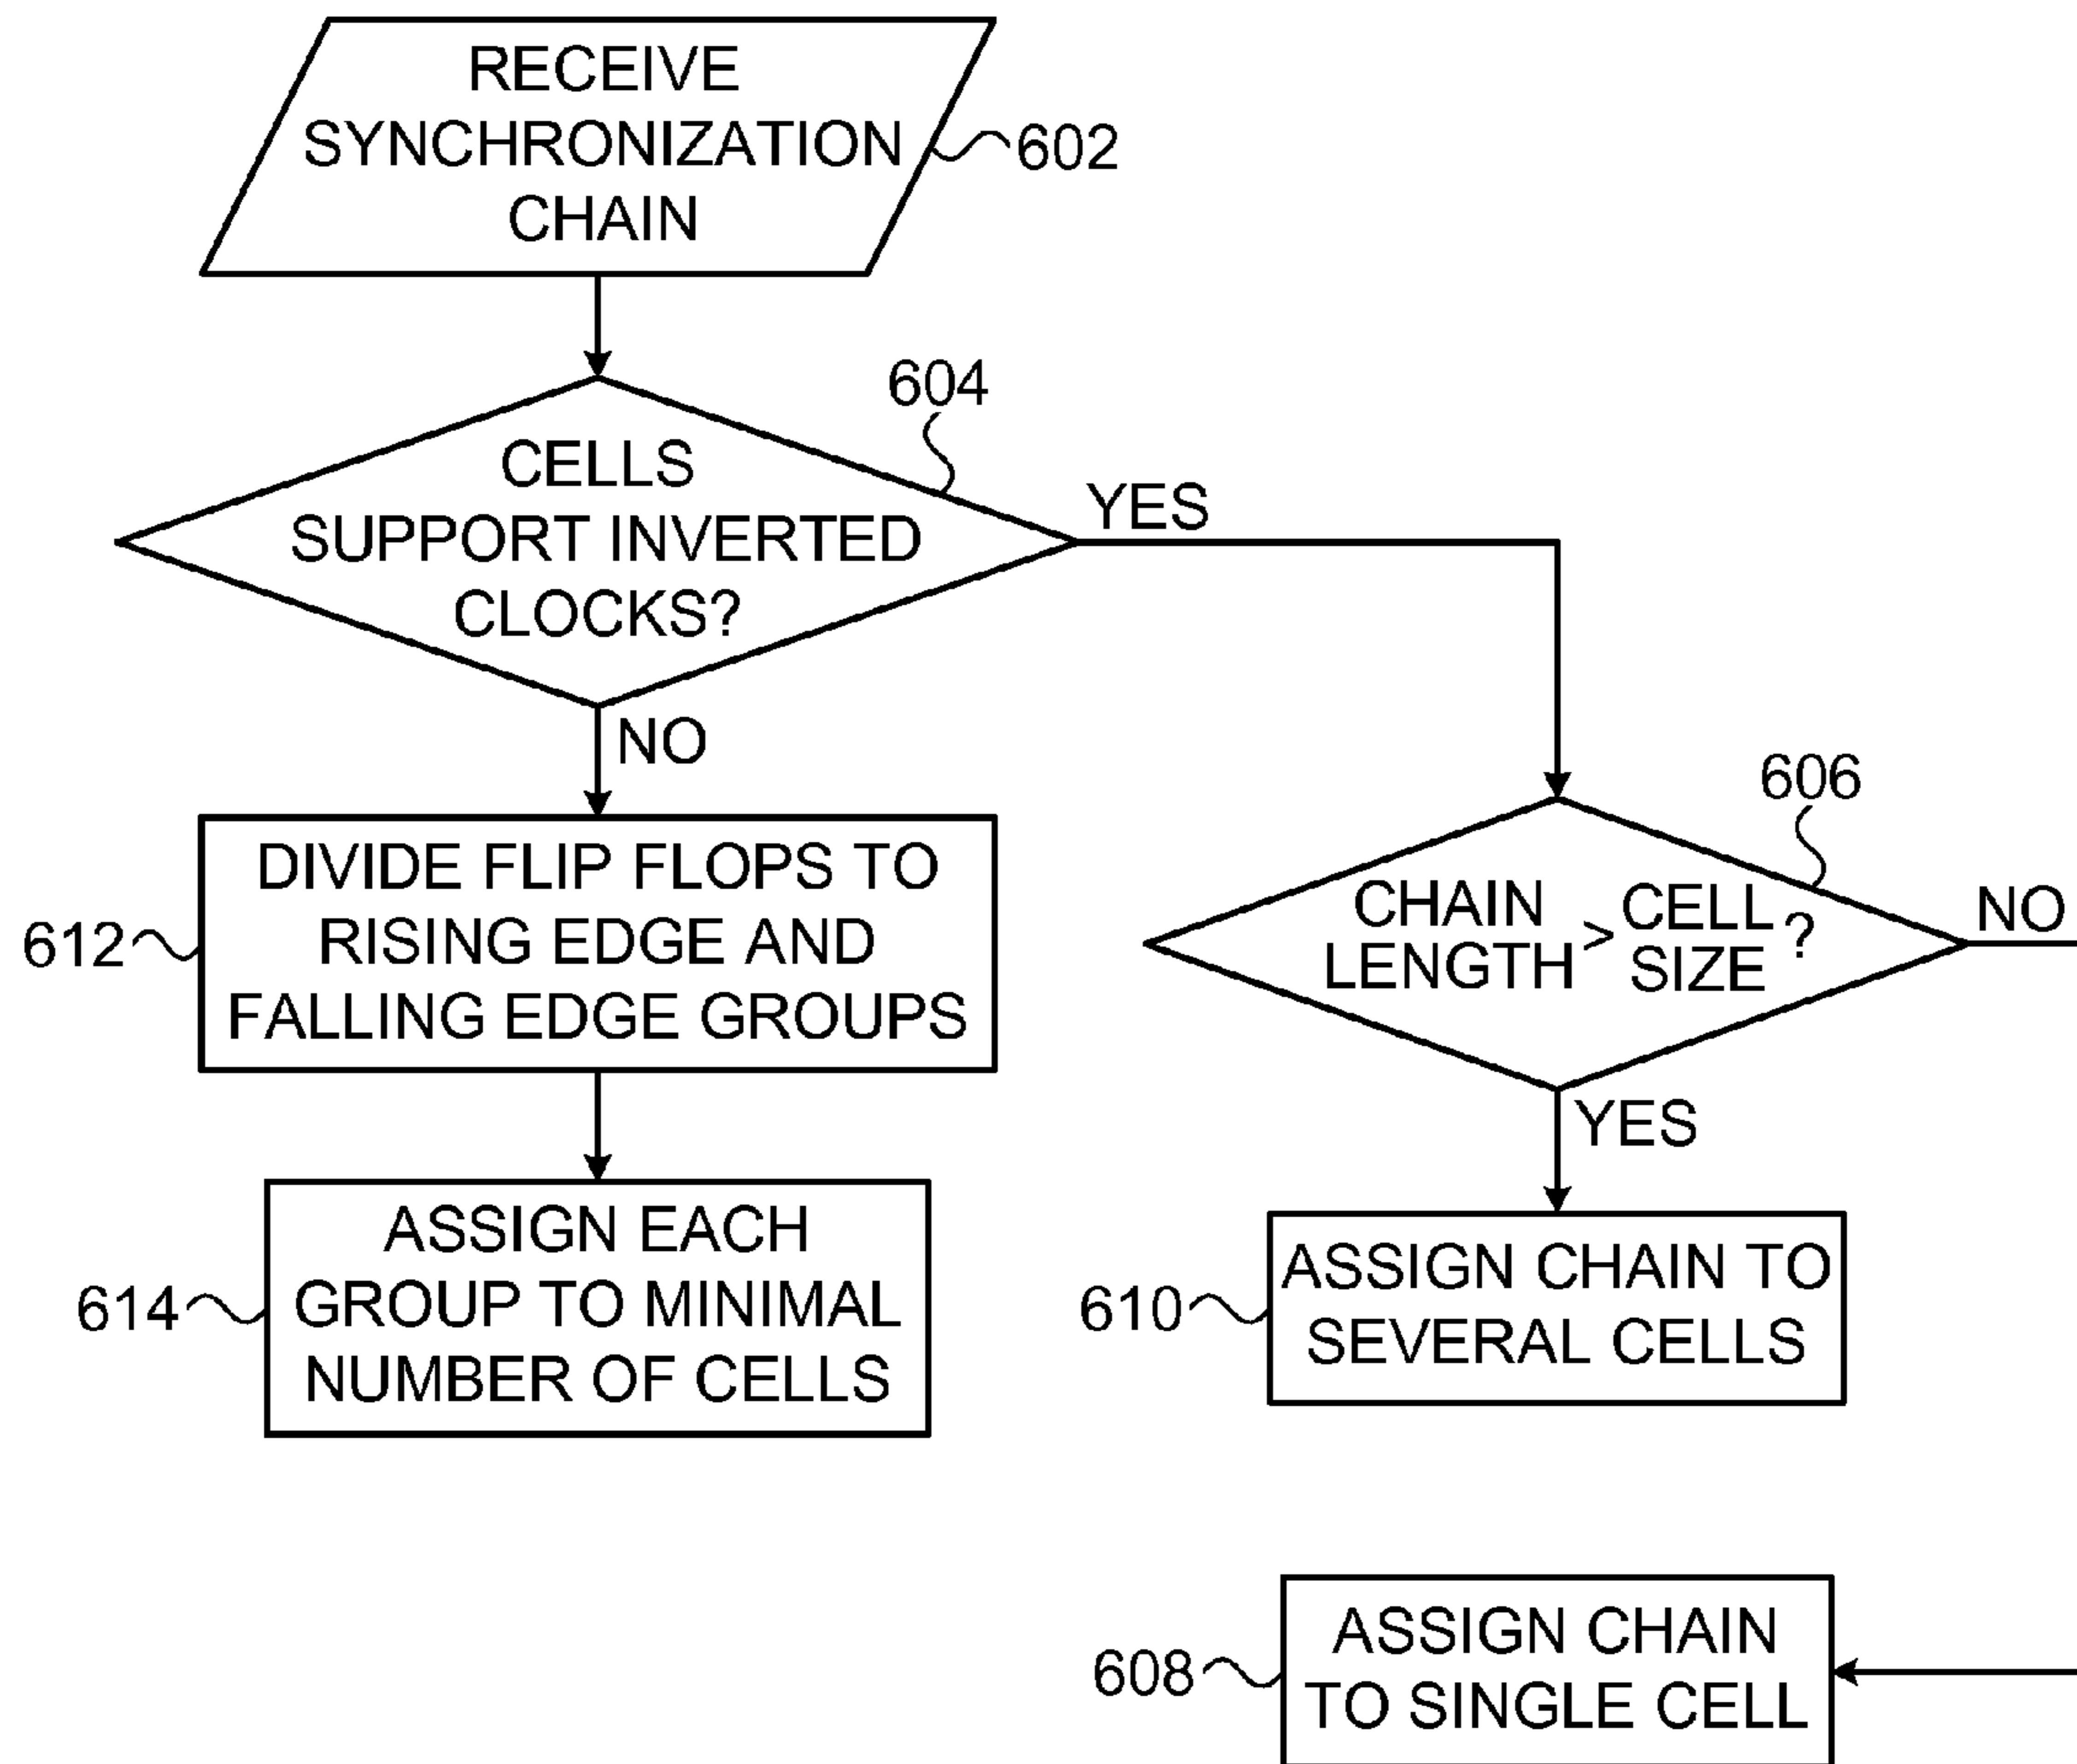 RECEIVE
SYNCHRONIZATION
CHAIN
602
604
CELLS
SUPPORT INVERTED
CLOCKS?
YES
NO
606
CHAIN
LENGTH
>
CELL
SIZE
?
NO
YES
612
DIVIDE FLIP FLOPS TO
RISING EDGE AND
FALLING EDGE GROUPS
614
ASSIGN EACH
GROUP TO MINIMAL
NUMBER OF CELLS
610
ASSIGN CHAIN TO
SEVERAL CELLS
608
ASSIGN CHAIN
TO SINGLE CELL